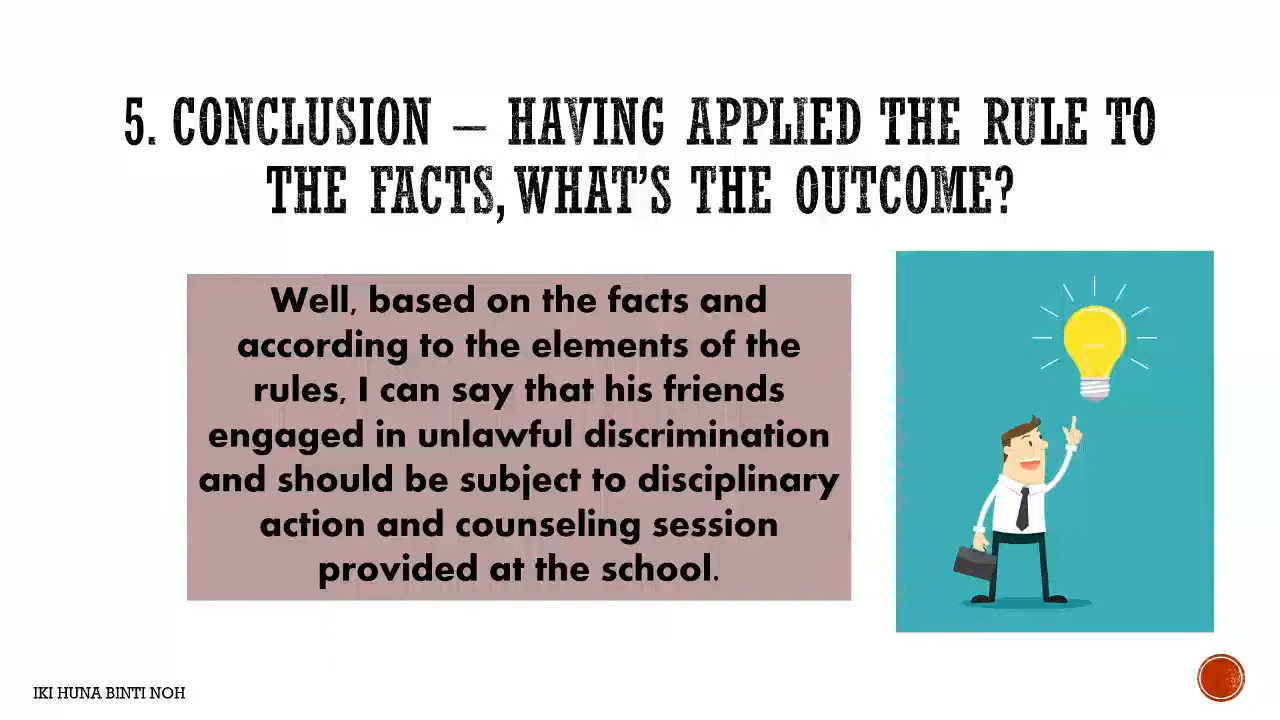 5. CONCLUSION – HAVING APPLIED THE RULE TO
THE FACTS, WHAT'S THE OUTCOME?
Well, based on the facts and
according to the elements of the
rules, I can say that his friends
engaged in unlawful discrimination
and should be subject to disciplinary
action and counseling session
provided at the school.
IKI HUNA BINTI NOH